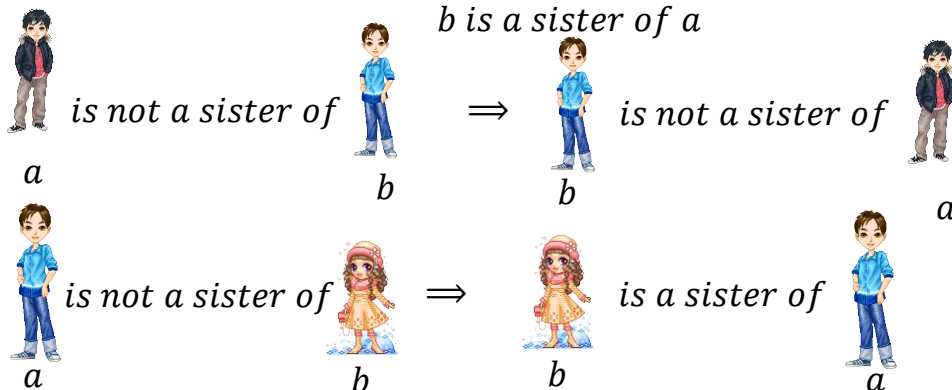 b is a sister of a
is not a sister of ⟹ is not a sister of
a b b a
is not a sister of ⟹ is a sister of
a b b a